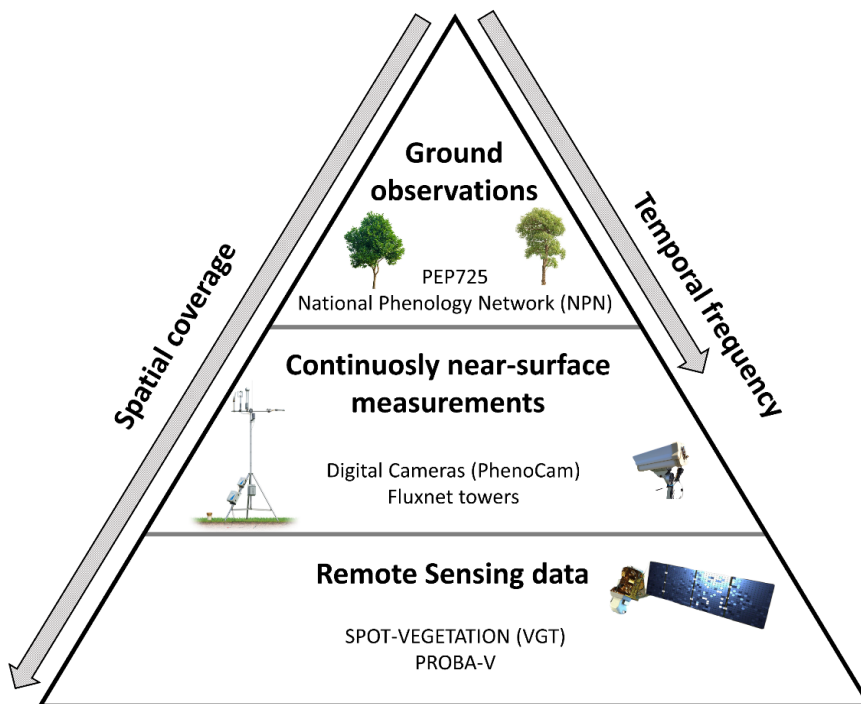 Ground
observations
PEP725
National Phenology Network (NPN)
Spatial coverage
Temporal frequency
Continuosly near-surface
measurements
Digital Cameras (PhenoCam)
Fluxnet towers
Remote Sensing data
SPOT-VEGETATION (VGT)
PROBA-V